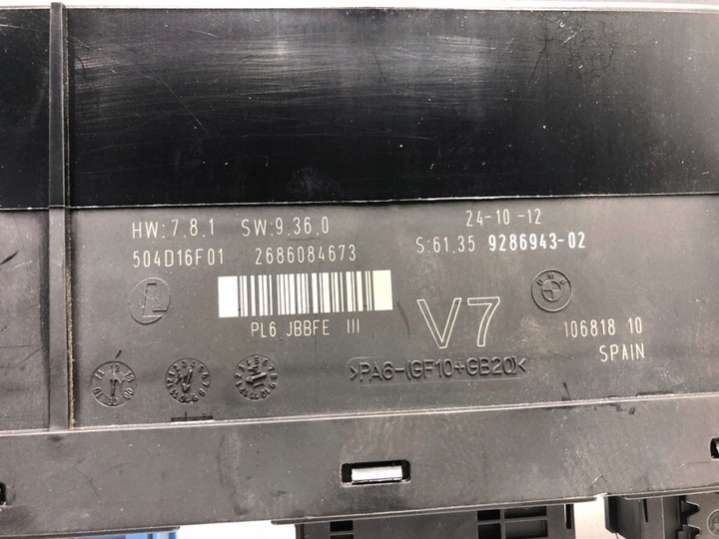 HW:7.8.1 SW:9.36.0
24-10-12
504D16F01 2686084673
S:61.35 9286943-02
PL6 JBBFE III
V7
106818 10
SPAIN
>PA6-(GF10+GB20)<